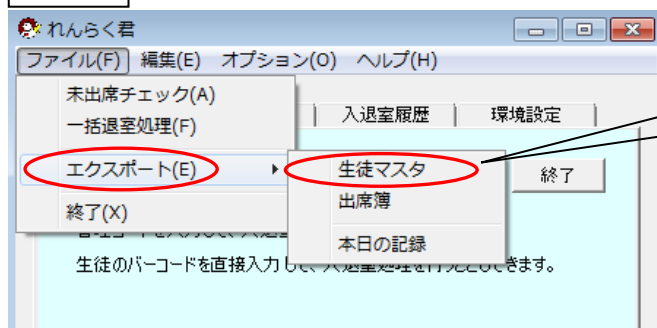 れんらく君
ファイル(F) 編集(E) オプション(O) ヘルプ(H)
未出席チェック(A)
一括退室処理(F)
入退室履歴 環境設定
エクスポート(E)
生徒マスタ
終了
出席簿
終了(X)
本日の記録
生徒のバーコードを直接入力して、入退室処理を行うこともできます。